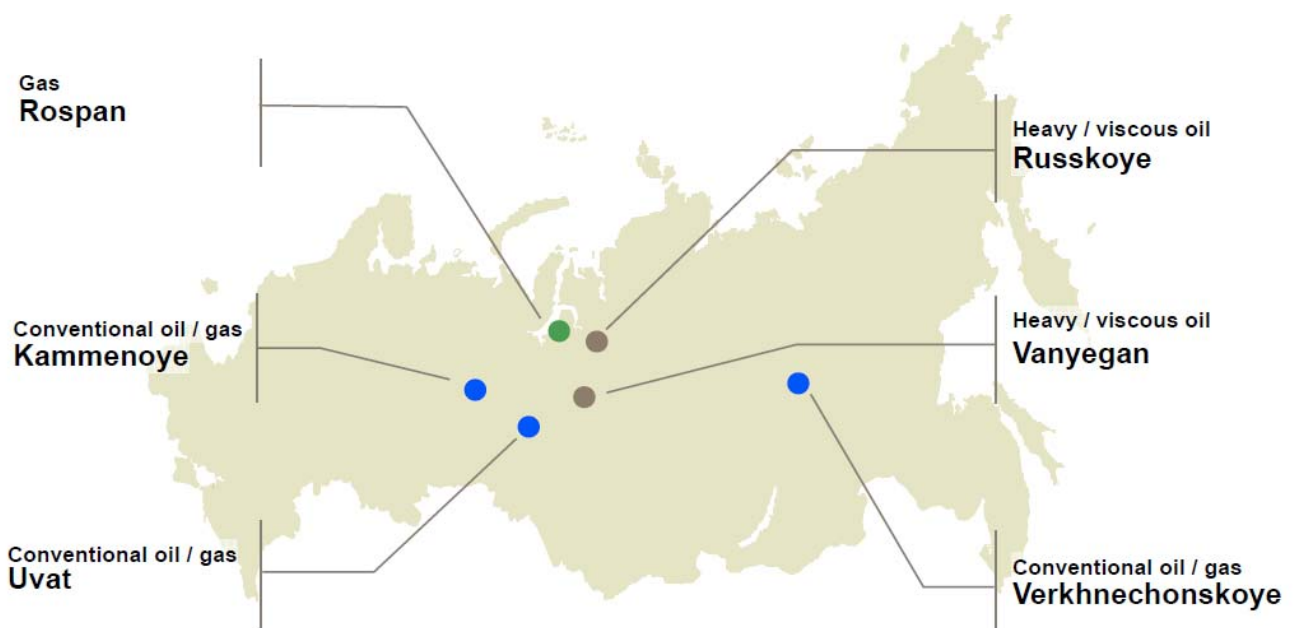 Gas
Rospan
Heavy / viscous oil
Russkoye
Conventional oil / gas
Kammenoye
Heavy / viscous oil
Vanyegan
Conventional oil / gas
Uvat
Conventional oil / gas
Verkhnechonskoye